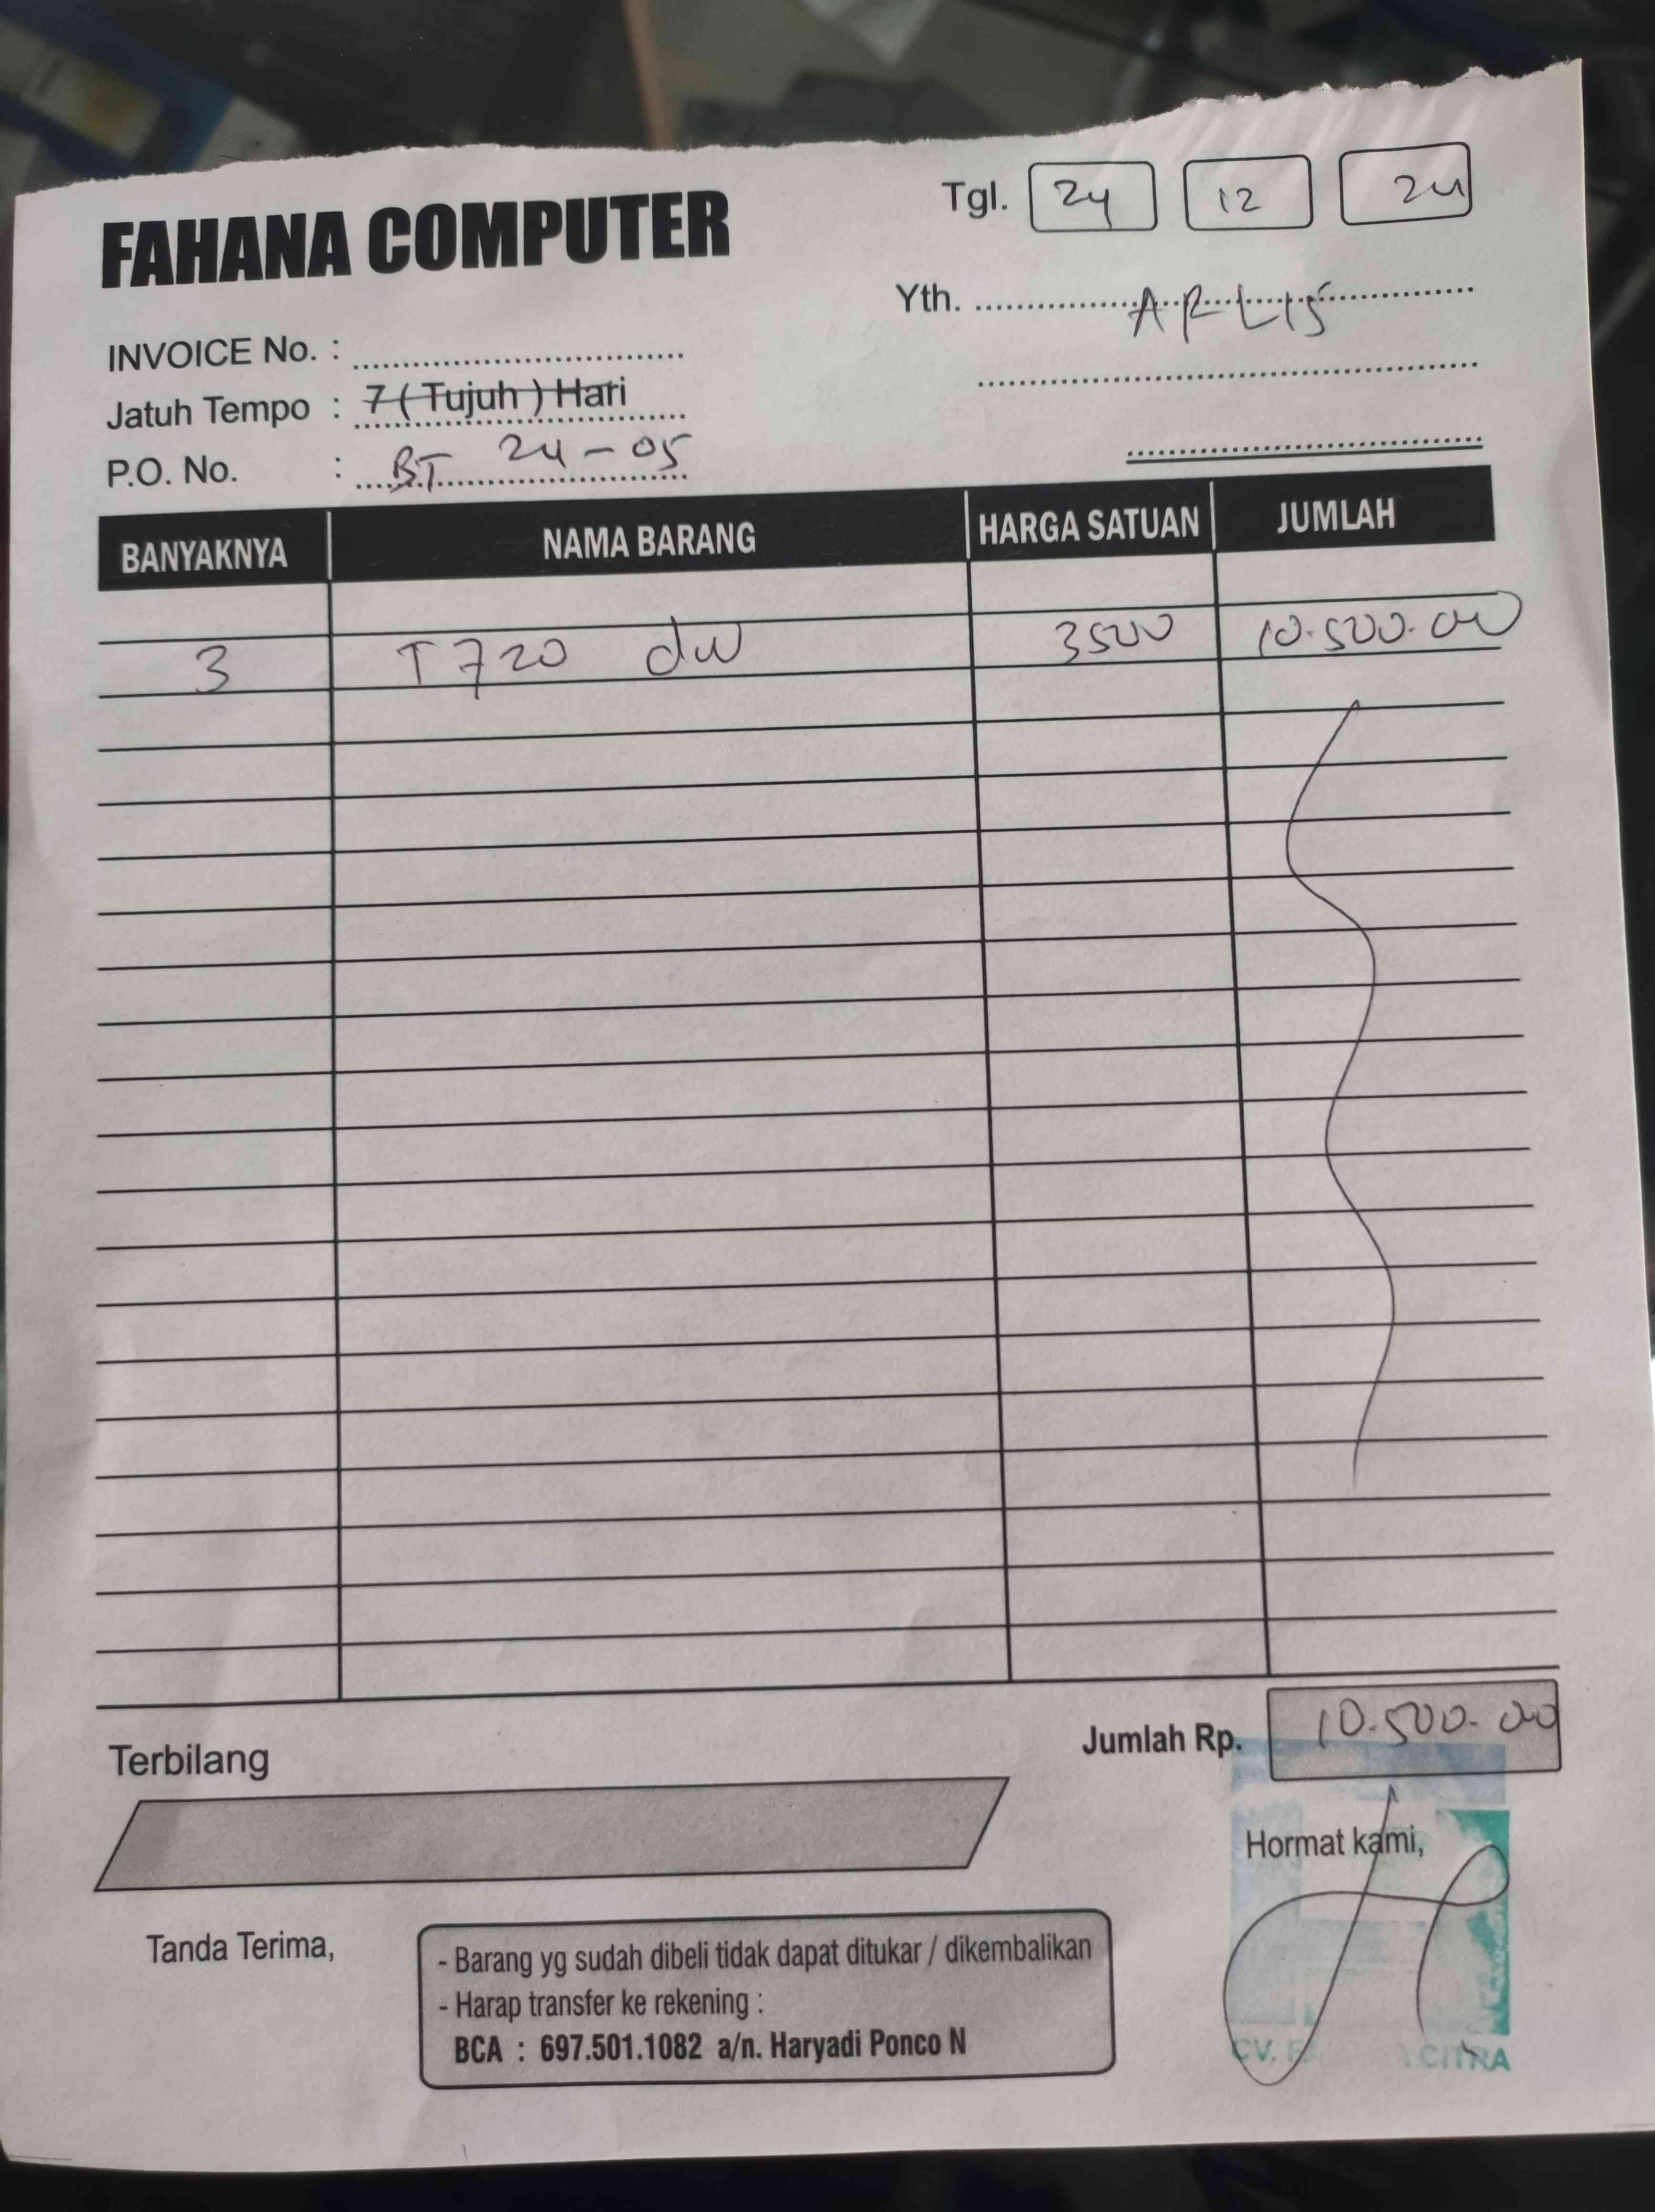 FAHANA COMPUTER
Tgl. 24 12 24
Yth. APLIS
INVOICE No. :
Jatuh Tempo : 7 ( Tujuh ) Hari
P.O. No. : BT 24-05
BANYAKNYA NAMA BARANG HARGA SATUAN JUMLAH
3 T720 dw 3500 10.500.00
Jumlah Rp. 10.500.00
Terbilang
Hormat kami,
Tanda Terima,
- Barang yg sudah dibeli tidak dapat ditukar / dikembalikan
- Harap transfer ke rekening :
BCA : 697.501.1082 a/n. Haryadi Ponco N
CV. CITRA